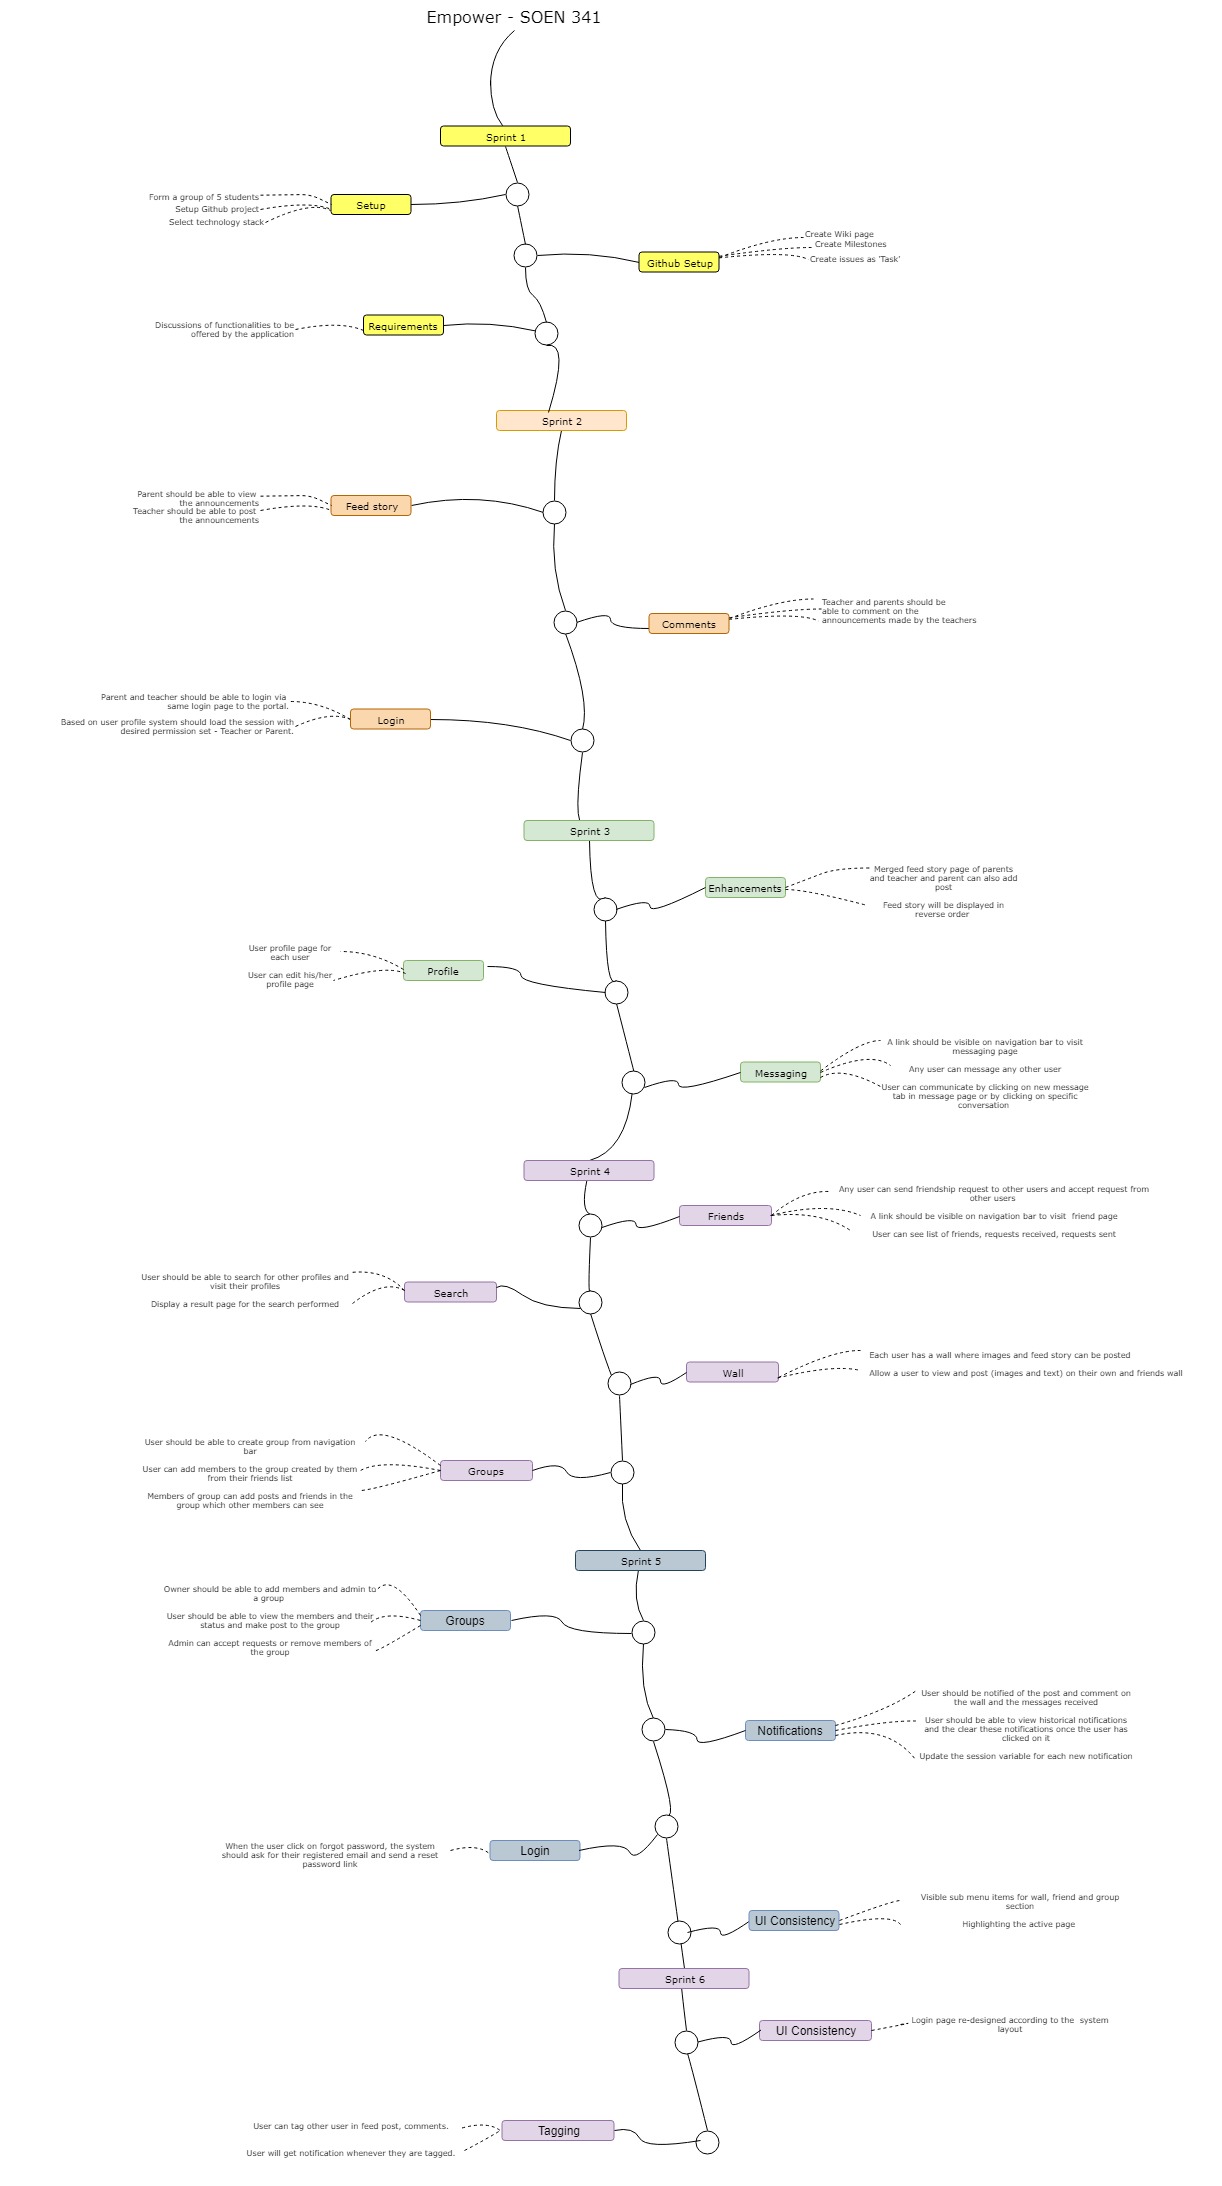 Empower - SOEN 341
Sprint 1
Form a group of 5 students
Setup Github project
Select technology stack
Setup
Create Wiki page
Create Milestones
Create issues as 'Task'
Github Setup
Discussions of functionalities to be
offered by the application
Requirements
Sprint 2
Parent should be able to view
the announcements
Teacher should be able to post
the announcements
Feed story
Teacher and parents should be
able to comment on the
announcements made by the teachers
Comments
Parent and teacher should be able to login via
same login page to the portal.
Based on user profile system should load the session with
desired permission set - Teacher or Parent.
Login
Sprint 3
Enhancements
Merged feed story page of parents
and teacher and parent can also add
post
Feed story will be displayed in
reverse order
User profile page for
each user
User can edit his/her
profile page
Profile
Messaging
A link should be visible on navigation bar to visit
messaging page
Any user can message any other user
User can communicate by clicking on new message
tab in message page or by clicking on specific
conversation
Sprint 4
Friends
Any user can send friendship request to other users and accept request from
other users
A link should be visible on navigation bar to visit  friend page
User can see list of friends, requests received, requests sent
User should be able to search for other profiles and
visit their profiles
Display a result page for the search performed
Search
Wall
Each user has a wall where images and feed story can be posted
Allow a user to view and post (images and text) on their own and friends wall
User should be able to create group from navigation
bar
User can add members to the group created by them
from their friends list
Members of group can add posts and friends in the
group which other members can see
Groups
Sprint 5
Owner should be able to add members and admin to
a group
User should be able to view the members and their
status and make post to the group
Admin can accept requests or remove members of
the group
Groups
Notifications
User should be notified of the post and comment on
the wall and the messages received
User should be able to view historical notifications
and the clear these notifications once the user has
clicked on it
Update the session variable for each new notification
When the user click on forgot password, the system
should ask for their registered email and send a reset
password link
Login
UI Consistency
Visible sub menu items for wall, friend and group
section
Highlighting the active page
Sprint 6
UI Consistency
Login page re-designed according to the  system
layout
User can tag other user in feed post, comments.
User will get notification whenever they are tagged.
Tagging